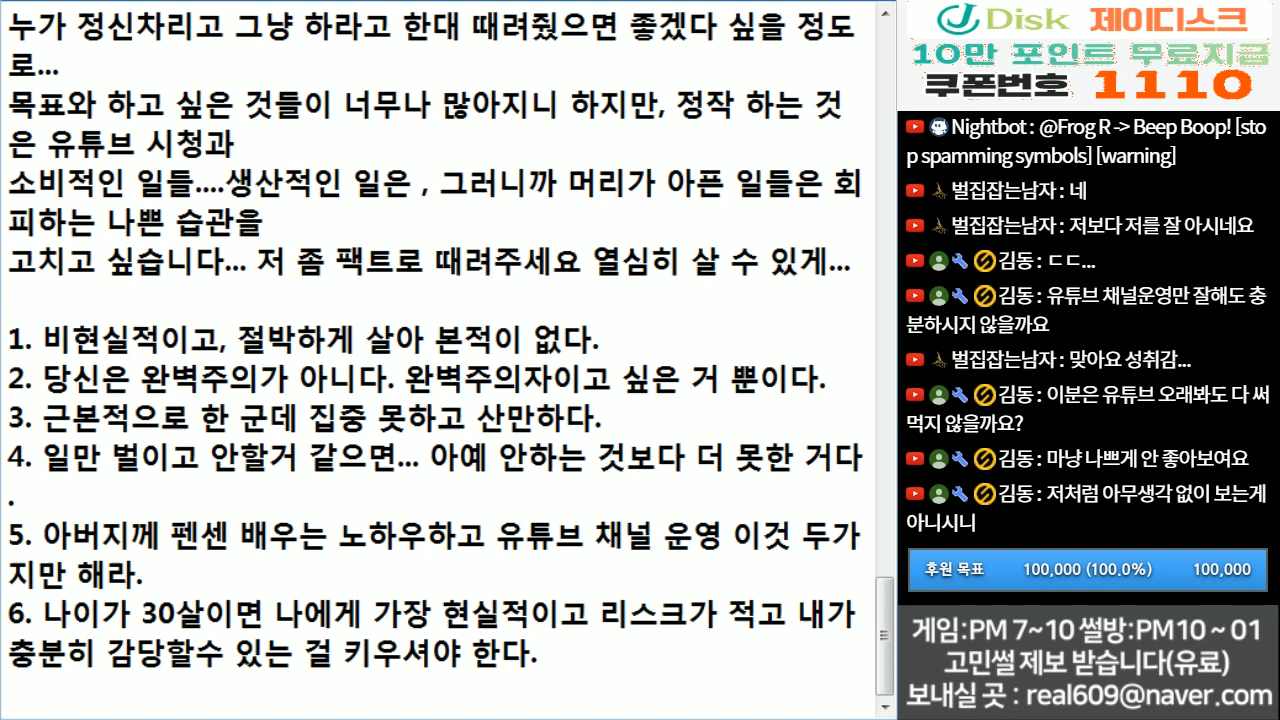 누가 정신차리고 그냥 하라고 한대 때려줬으면 좋겠다 싶을 정도
로...
목표와 하고 싶은 것들이 너무나 많아지니 하지만, 정작 하는 것
은 유튜브 시청과
소비적인 일들....생산적인 일은 , 그러니까 머리가 아픈 일들은 회
피하는 나쁜 습관을
고치고 싶습니다... 저 좀 팩트로 때려주세요 열심히 살 수 있게...
1. 비현실적이고, 절박하게 살아 본적이 없다.
2. 당신은 완벽주의가 아니다. 완벽주의자이고 싶은 거 뿐이다.
3. 근본적으로 한 군데 집중 못하고 산만하다.
4. 일만 벌이고 안할거 같으면... 아예 안하는 것보다 더 못한 거다
.
5. 아버지께 펜센 배우는 노하우하고 유튜브 채널 운영 이것 두가
지만 해라.
6. 나이가 30살이면 나에게 가장 현실적이고 리스크가 적고 내가
충분히 감당할수 있는 걸 키우셔야 한다.
J Disk 제이디스크
10만 포인트 무료지급
쿠폰번호 1110
Nightbot : @Frog R -> Beep Boop! [sto
p spamming symbols] [warning]
벌집잡는남자 : 네
벌집잡는남자 : 저보다 저를 잘 아시네요
김동 : ㄷㄷ...
김동 : 유튜브 채널운영만 잘해도 충
분하시지 않을까요
벌집잡는남자 : 맞아요 성취감...
김동 : 이분은 유튜브 오래봐도 다 써
먹지 않을까요?
김동 : 마냥 나쁘게 안 좋아보여요
김동 : 저처럼 아무생각 없이 보는게
아니시니
후원 목표 100,000 (100.0%) 100,000
게임:PM 7~10 썰방:PM10 ~ 01
고민썰 제보 받습니다(유료)
보내실 곳 : real609@naver.com